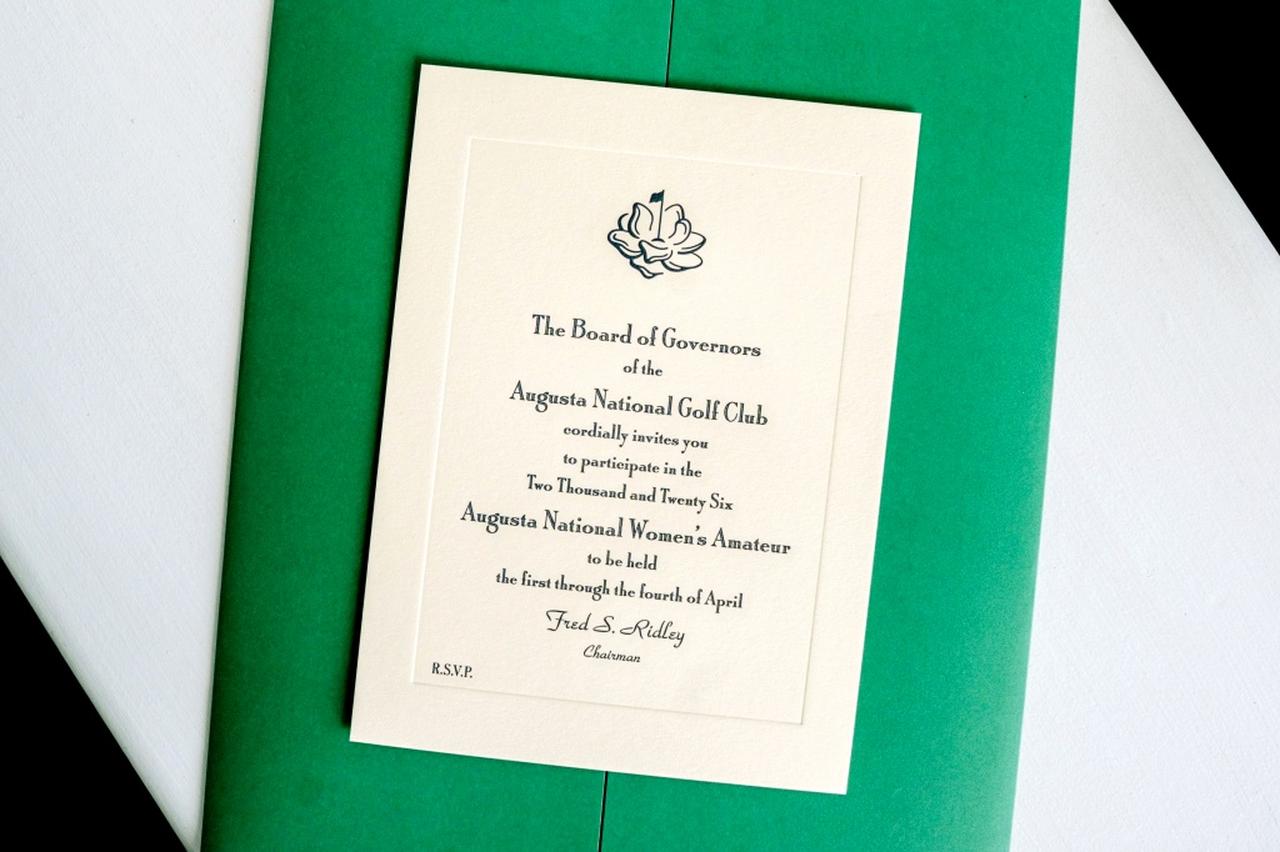 The Board of Governors
of the
Augusta National Golf Club
cordially invites you
to participate in the
Two Thousand and Twenty Six
Augusta National Women's Amateur
to be held
the first through the fourth of April
Fred S. Ridley
Chairman
R.S.V.P.